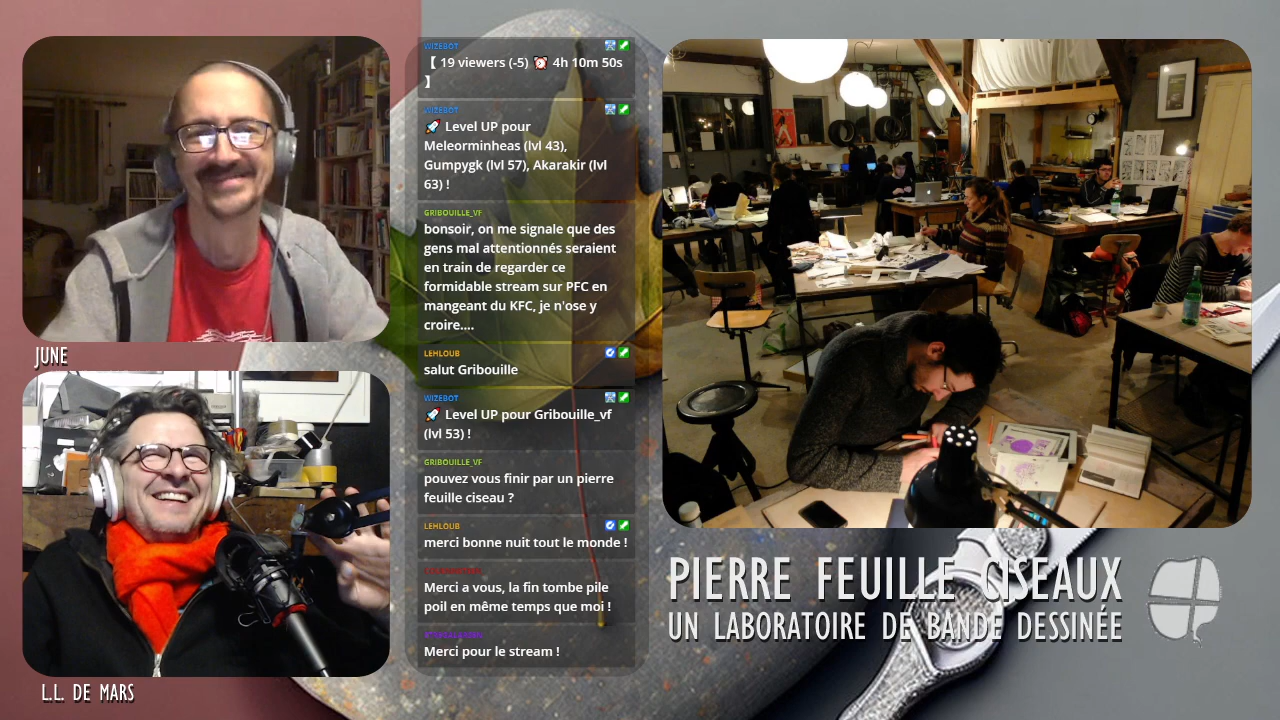 WIZEBOT
【 19 viewers (-5) ⏰ 4h 10m 50s
】
WIZEBOT
🚀 Level UP pour
Meleorminheas (lvl 43),
Gumpygk (lvl 57), Akarakir (lvl
63) !
GRIBOUILLE_VF
bonsoir, on me signale que des
gens mal attentionnés seraient
en train de regarder ce
formidable stream sur PFC en
mangeant du KFC, je n'ose y
croire....
LEHLOUB
salut Gribouille
WIZEBOT
🚀 Level UP pour Gribouille_vf
(lvl 53) !
GRIBOUILLE_VF
pouvez vous finir par un pierre
feuille ciseau ?
LEHLOUB
merci bonne nuit tout le monde !
Merci a vous, la fin tombe pile
poil en même temps que moi !
Merci pour le stream !
JUNE
L.L. DE MARS
PIERRE FEUILLE CISEAUX
UN LABORATOIRE DE BANDE DESSINÉE